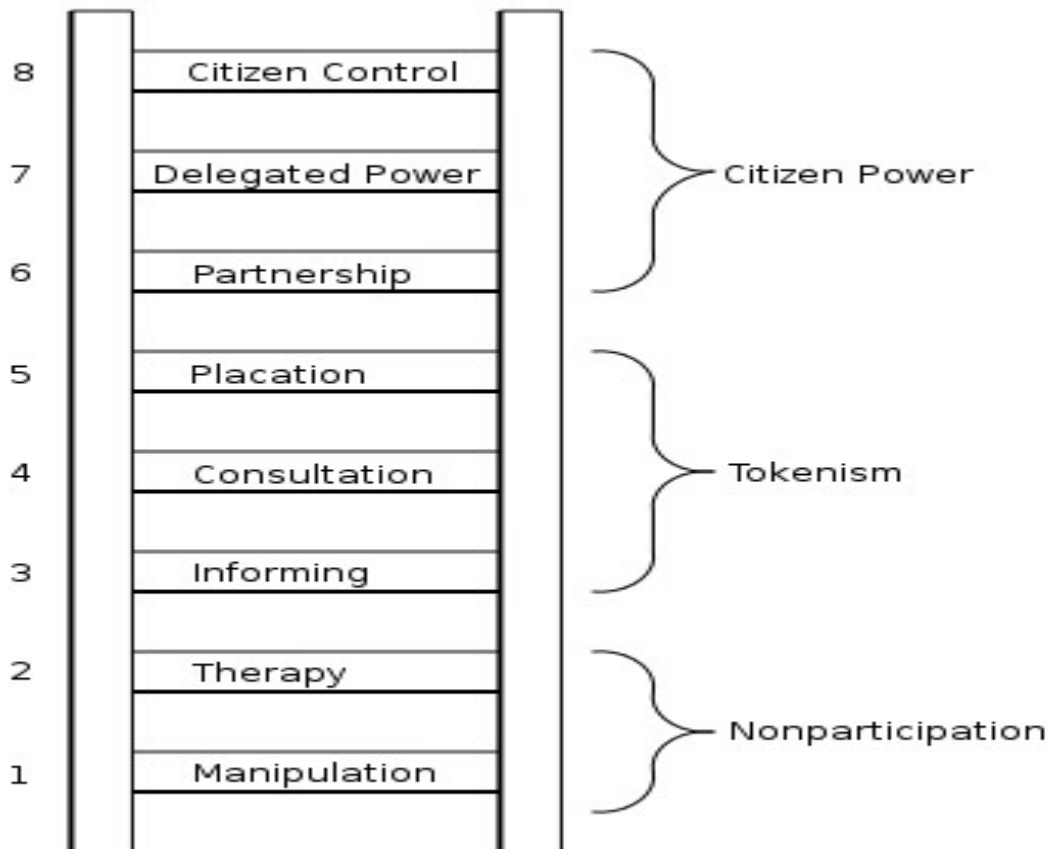 8 Citizen Control
7 Delegated Power
Citizen Power
6 Partnership
5 Placation
4 Consultation
Tokenism
3 Informing
2 Therapy
Nonparticipation
1 Manipulation